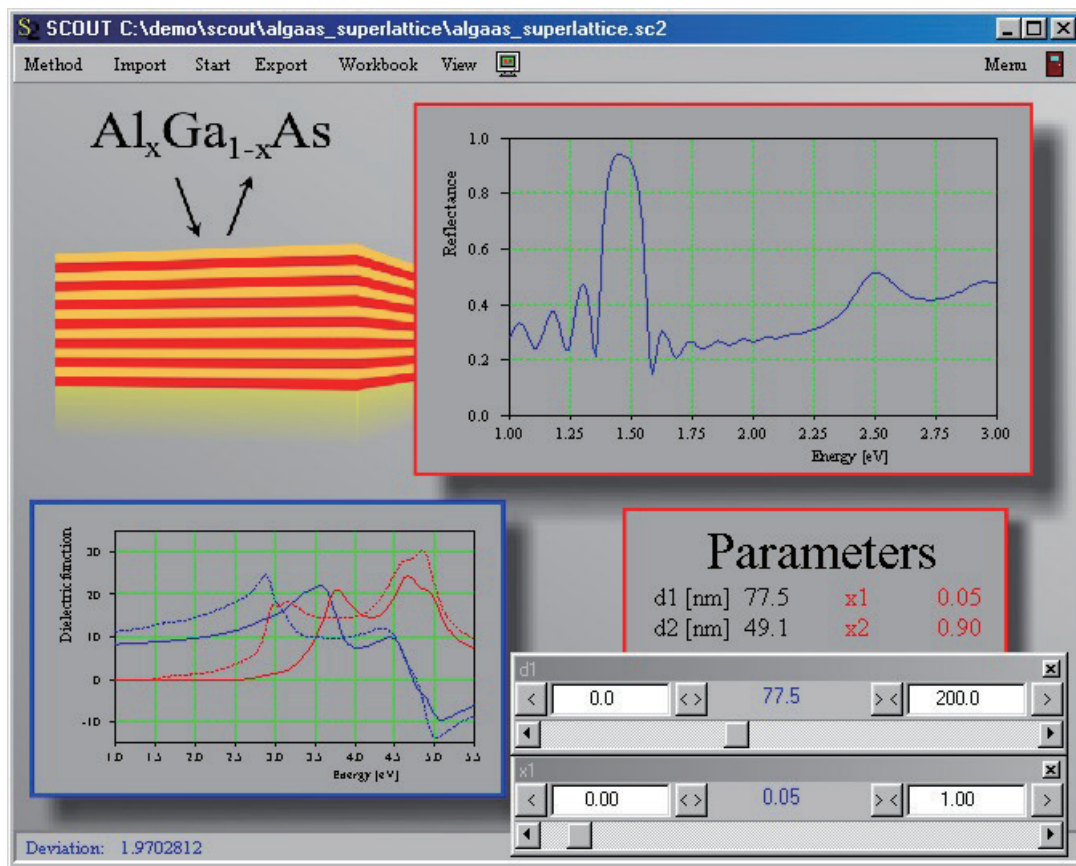 SCOUT C:\demo\scout\algaas_superlattice\algaas_superlattice.sc2
Method Import Start Export Workbook View Menu
AlxGa1-xAs
Reflectance
1.0
0.8
0.6
0.4
0.2
0.0
1.00 1.25 1.50 1.75 2.00 2.25 2.50 2.75 3.00
Energy [eV]
Dielectric function
30
20
10
0
-10
1.0 1.5 2.0 2.5 3.0 3.5 4.0 4.5 5.0 5.5
Energy [eV]
Parameters
d1 [nm] 77.5 x1 0.05
d2 [nm] 49.1 x2 0.90
d1
< 0.0 < > 77.5 > < 200.0 >
x1
< 0.00 < > 0.05 > < 1.00 >
Deviation: 1.9702812